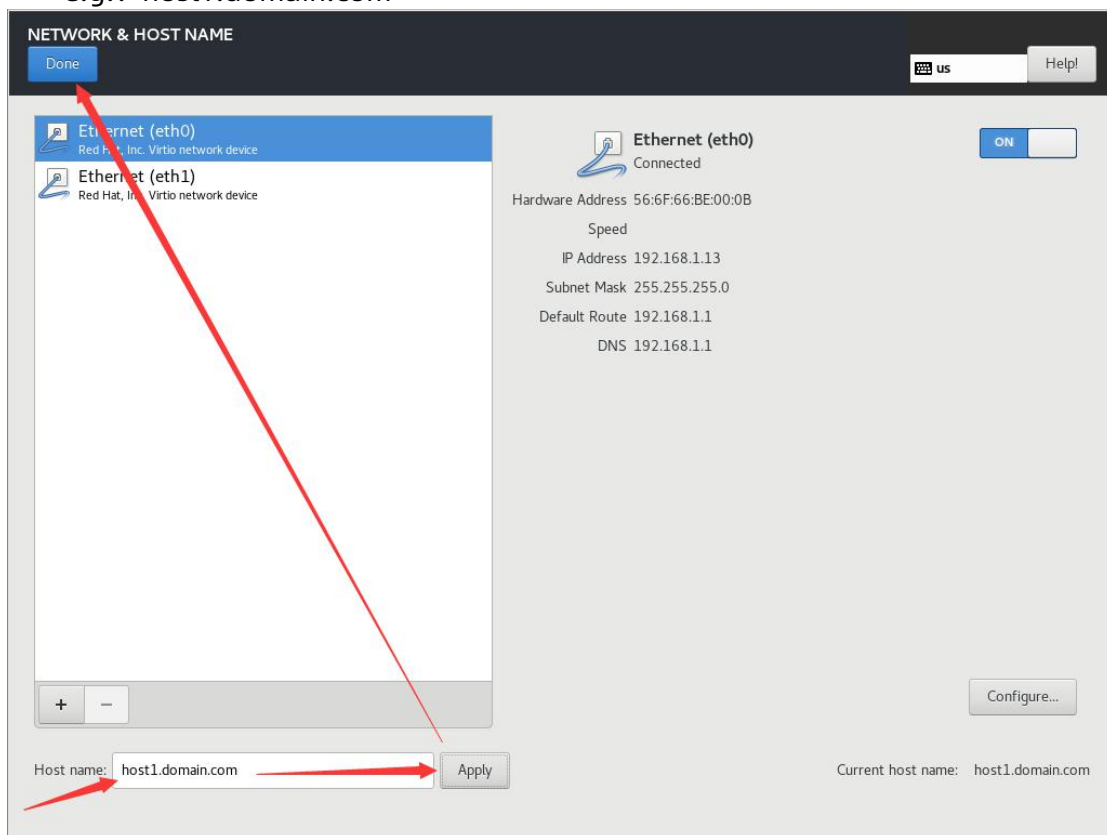 e.g.: host1.domain.com
NETWORK & HOST NAME
Done
us
Help!
Ethernet (eth0)
Red Hat, Inc. Virtio network device
Ethernet (eth1)
Red Hat, Inc. Virtio network device
Ethernet (eth0)
Connected
ON
Hardware Address 56:6F:66:BE:00:0B
Speed
IP Address 192.168.1.13
Subnet Mask 255.255.255.0
Default Route 192.168.1.1
DNS 192.168.1.1
+ −
Configure...
Host name: host1.domain.com Apply Current host name: host1.domain.com